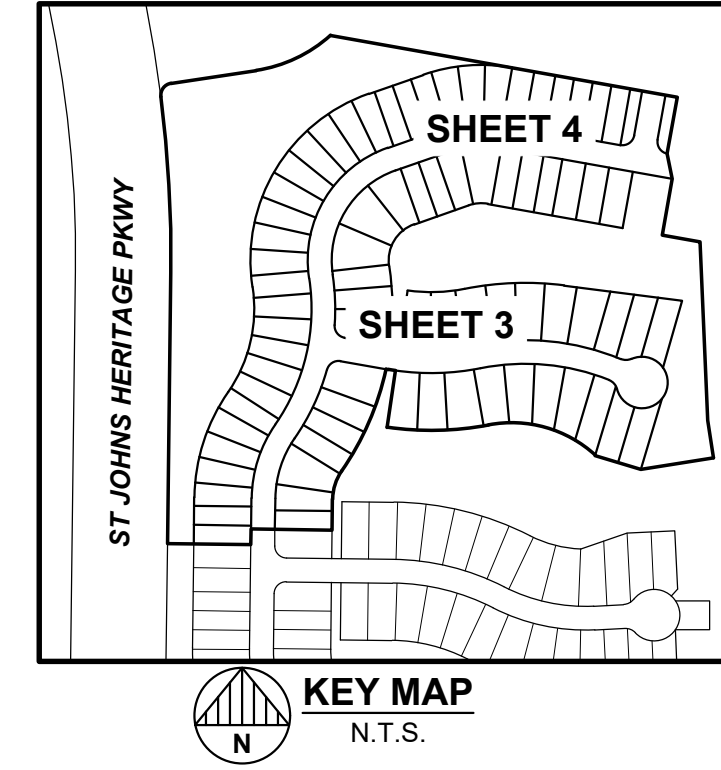 SHEET 4
ST JOHNS HERITAGE PKWY
SHEET 3
KEY MAP
N
N.T.S.